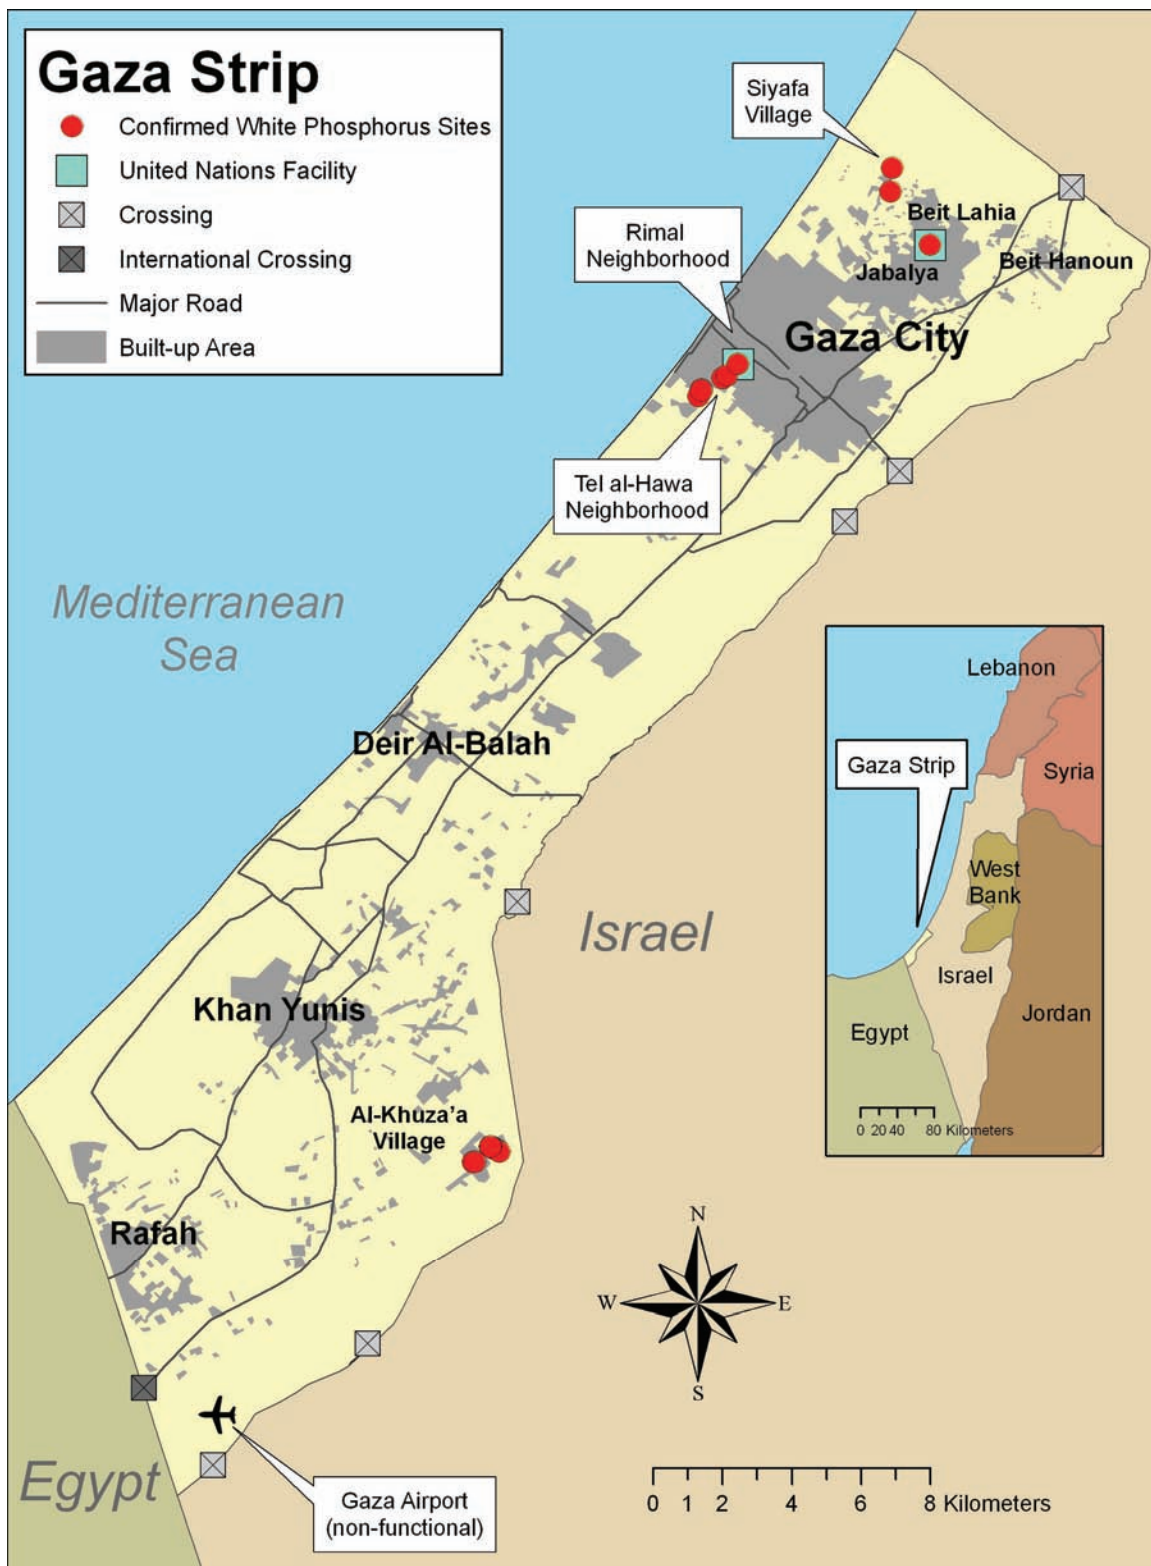 Gaza Strip
Confirmed White Phosphorus Sites
United Nations Facility
Crossing
International Crossing
Major Road
Built-up Area
Siyafa
Village
Rimal
Neighborhood
Beit Lahia
Jabalya
Beit Hanoun
Gaza City
Tel al-Hawa
Neighborhood
Mediterranean
Sea
Deir Al-Balah
Israel
Khan Yunis
Al-Khuza'a
Village
Rafah
Egypt
Gaza Airport
(non-functional)
Lebanon
Syria
Gaza Strip
West
Bank
Israel
Jordan
Egypt
0 20 40 80 Kilometers
N
W E
S
0 1 2 4 6 8 Kilometers